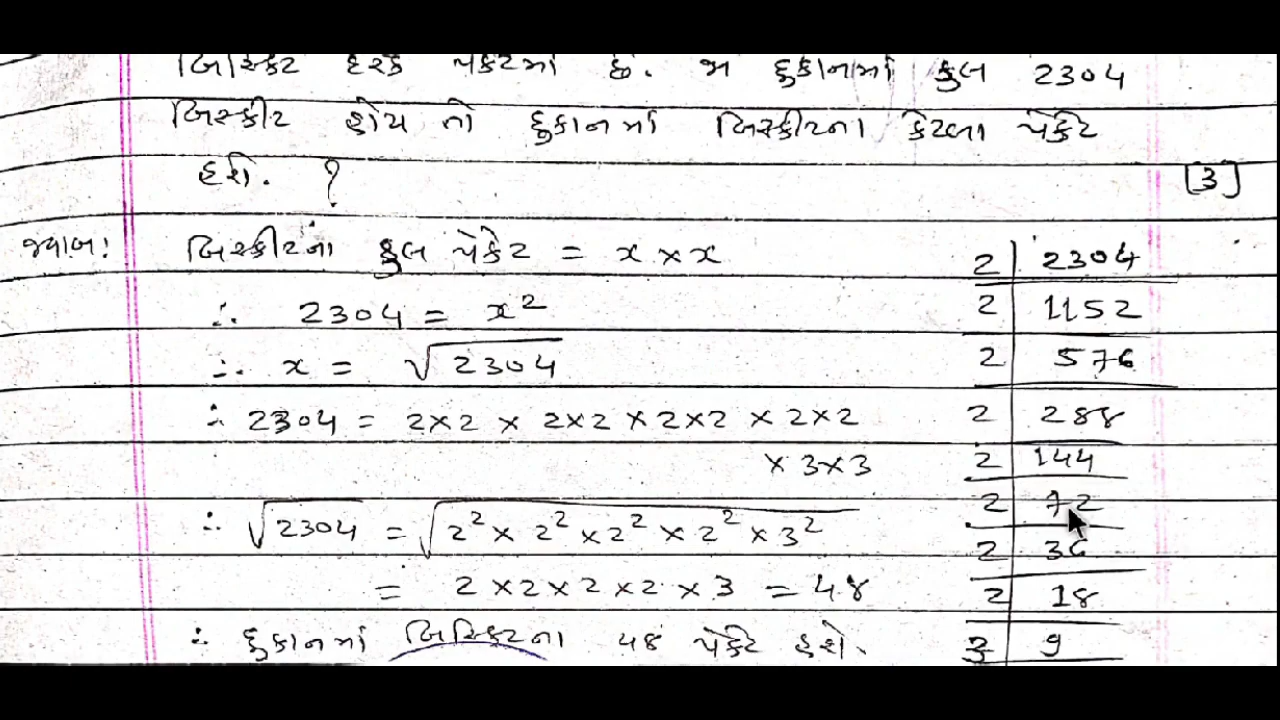 બિસ્કિટ દરેક પેકેટમાં છે. જો દુકાનમાં કુલ 2304
બિસ્કીટ હોય તો દુકાનમાં બિસ્કીટના કેટલા પેકેટ
હશે. ? [3]
જવાબ: બિસ્કીટના કુલ પેકેટ = x × x
∴ 2304 = x²
∴ x = √2304
∴ 2304 = 2×2 × 2×2 × 2×2 × 2×2
× 3×3
∴ √2304 = √2² × 2² × 2² × 2² × 3²
= 2 × 2 × 2 × 2 × 3 = 48
∴ દુકાનમાં બિસ્કિટના 48 પેકેટ હશે.
2 | 2304
2 | 1152
2 | 576
2 | 288
2 | 144
2 | 72
2 | 36
2 | 18
3 | 9